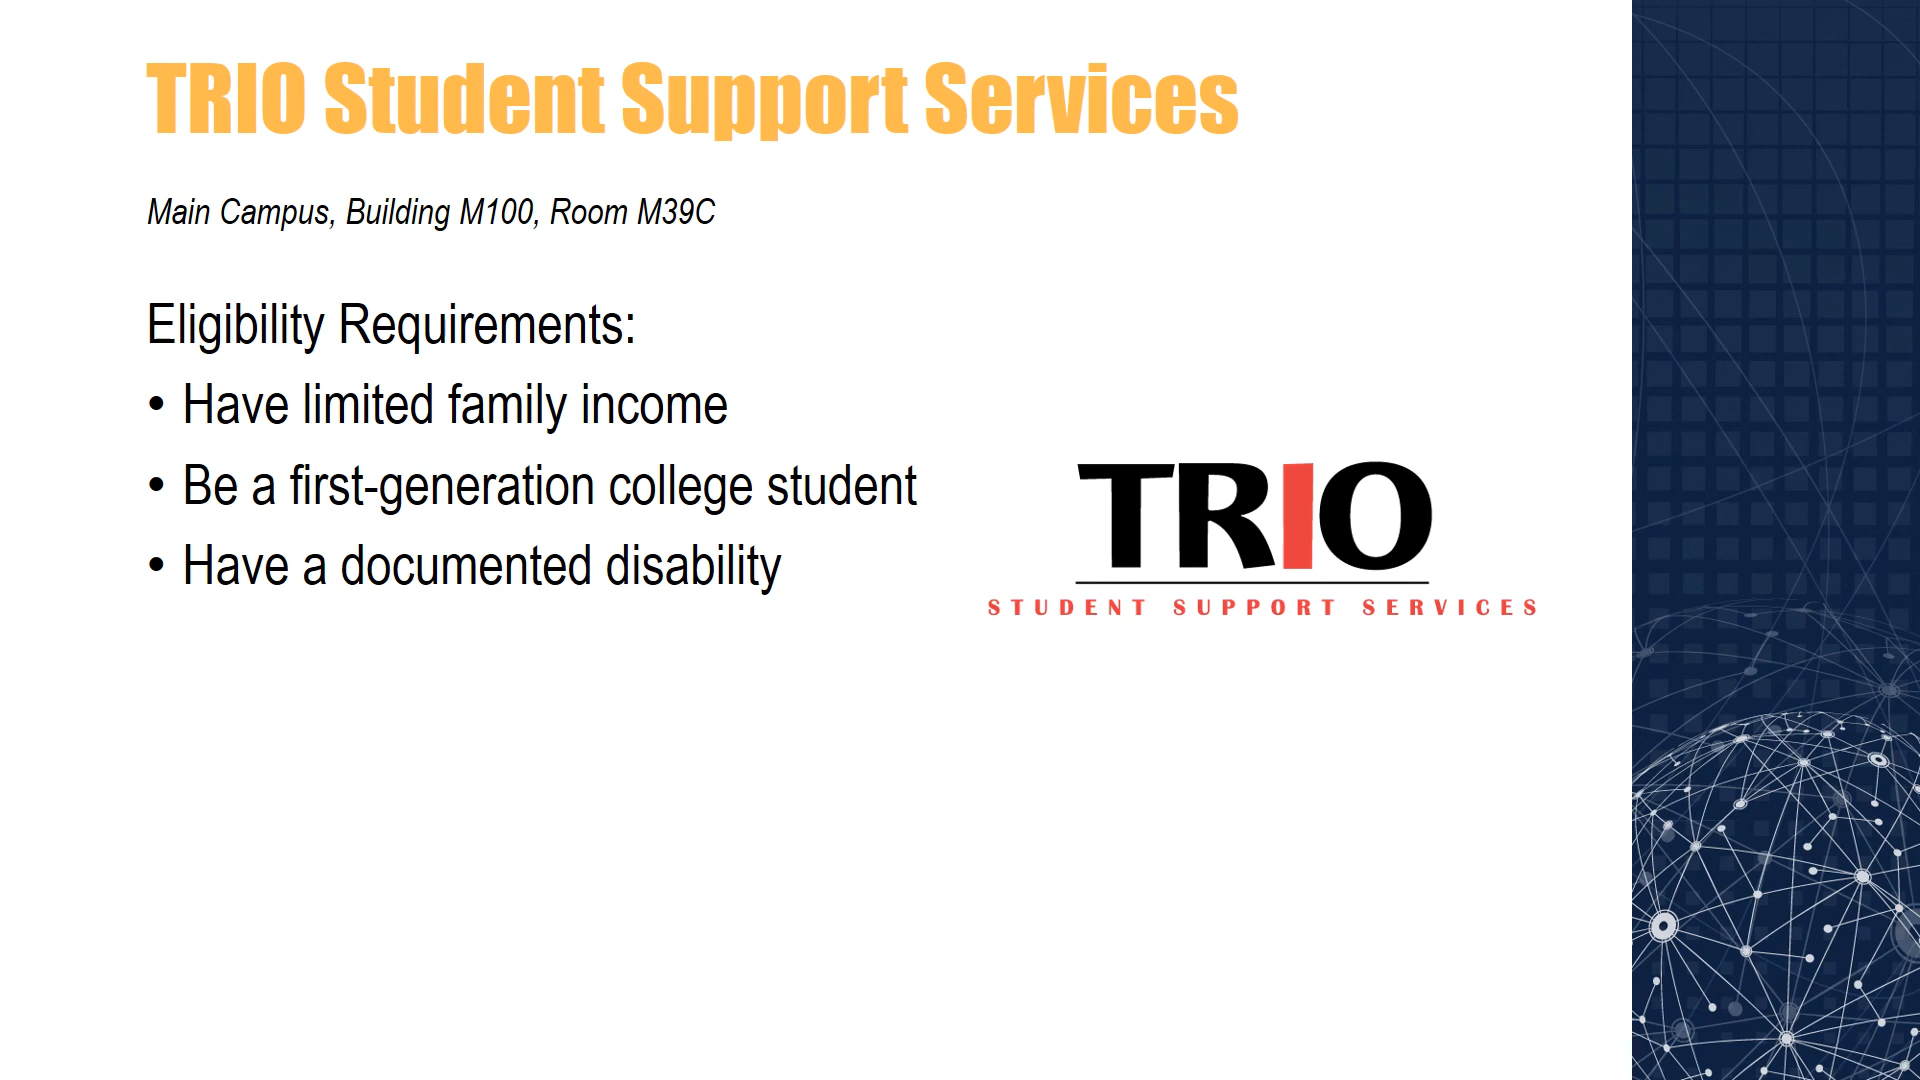 TRIO Student Support Services
Main Campus, Building M100, Room M39C
Eligibility Requirements:
• Have limited family income
• Be a first-generation college student
• Have a documented disability
TRIO
STUDENT SUPPORT SERVICES